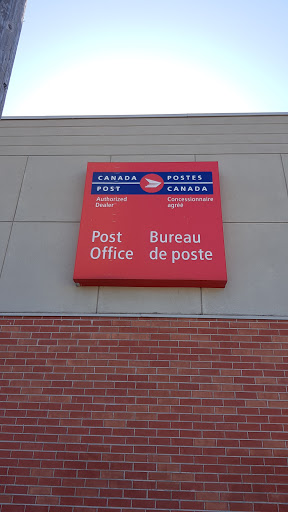 CANADA POSTES
POST CANADA
Authorized Concessionnaire
Dealer agréé
Post Bureau
Office de poste